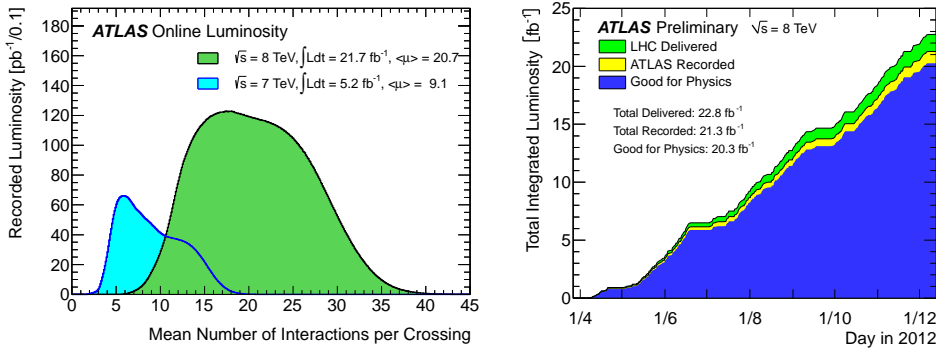 ATLAS Online Luminosity
√s = 8 TeV, ∫Ldt = 21.7 fb⁻¹, <μ> = 20.7
√s = 7 TeV, ∫Ldt = 5.2 fb⁻¹, <μ> = 9.1
Recorded Luminosity [pb⁻¹/0.1]
180
160
140
120
100
80
60
40
20
0
0 5 10 15 20 25 30 35 40 45
Mean Number of Interactions per Crossing
ATLAS Preliminary √s = 8 TeV
LHC Delivered
ATLAS Recorded
Good for Physics
Total Delivered: 22.8 fb⁻¹
Total Recorded: 21.3 fb⁻¹
Good for Physics: 20.3 fb⁻¹
Total Integrated Luminosity [fb⁻¹]
25
20
15
10
5
0
1/4 1/6 1/8 1/10 1/12
Day in 2012